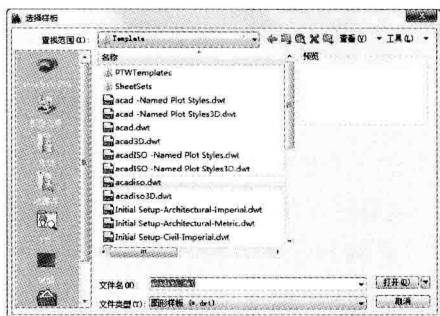 选择样板
查找范围(I):
Template
查看(V)
工具(L)
名称
预览
PTWTemplates
SheetSets
acad -Named Plot Styles.dwt
acad -Named Plot Styles3D.dwt
acad.dwt
acad3D.dwt
acadISO -Named Plot Styles.dwt
acadISO -Named Plot Styles3D.dwt
acadiso.dwt
acadiso3D.dwt
Initial Setup-Architectural-Imperial.dwt
Initial Setup-Architectural-Metric.dwt
Initial Setup-Civil-Imperial.dwt
文件名(N):
打开(O)
文件类型(T):
图形样板 (*.dwt)
取消